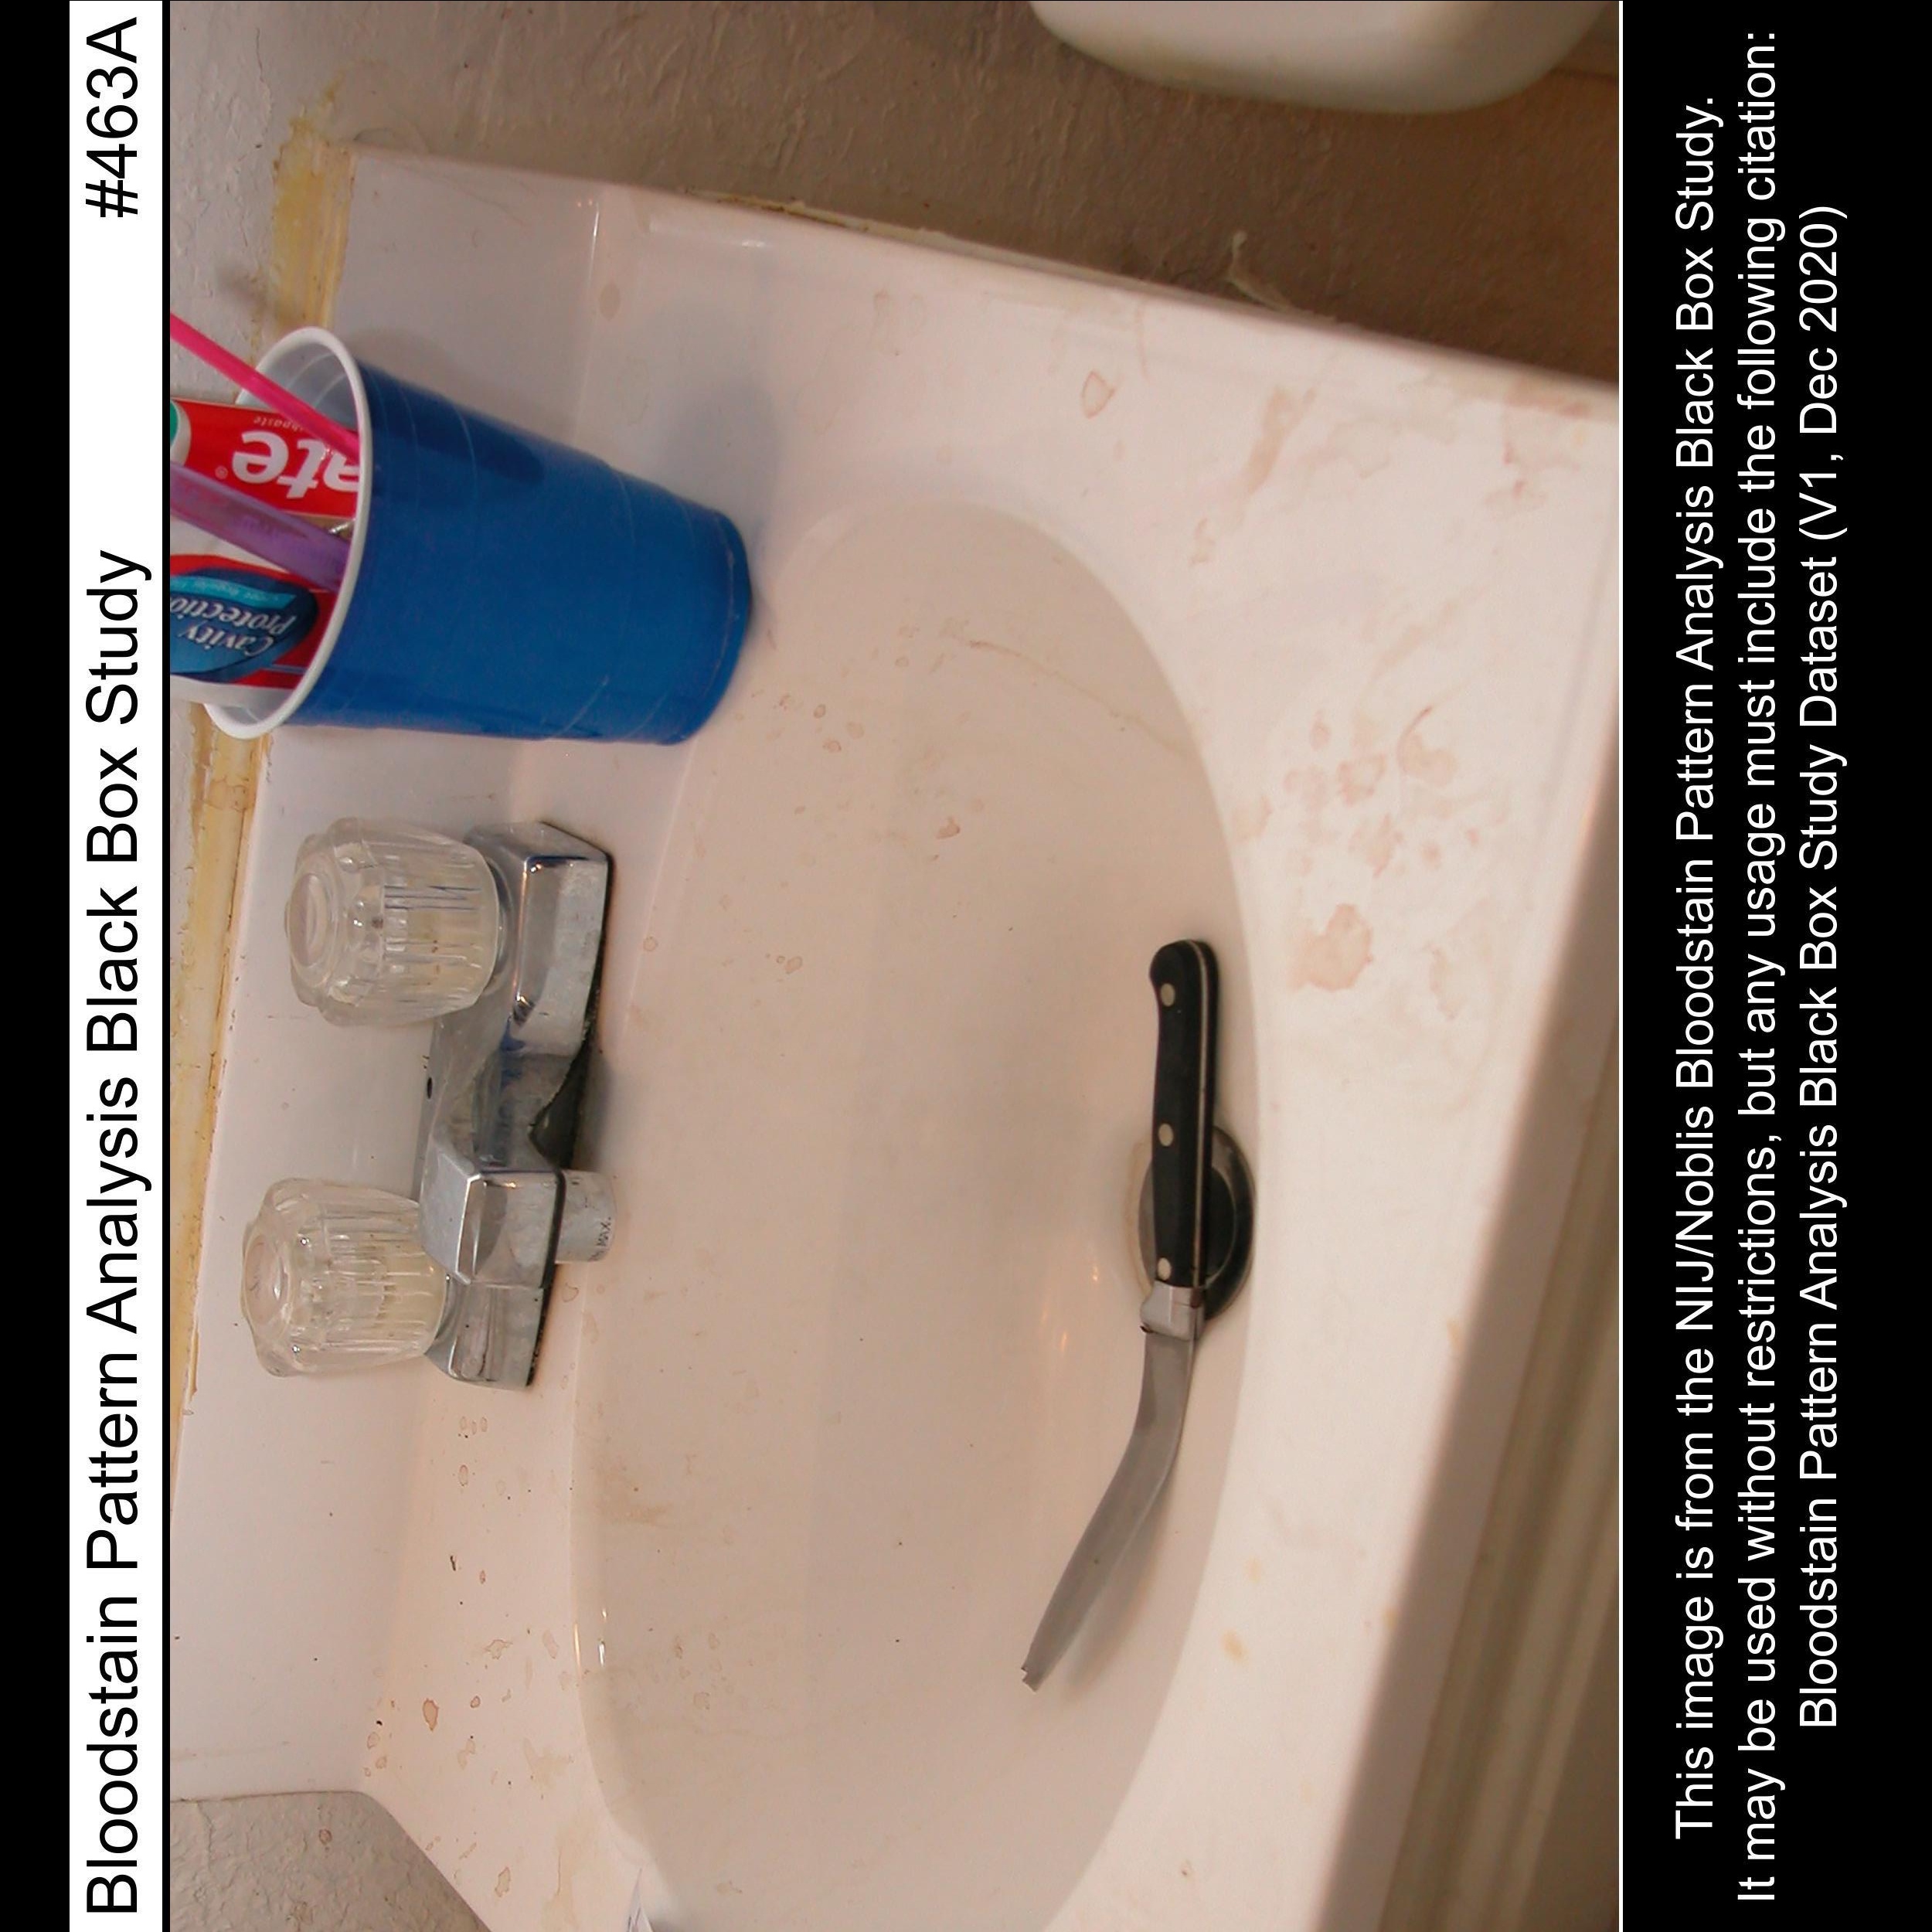 Bloodstain Pattern Analysis Black Box Study #463A
ate®
Cavity
Protection
MAX.
This image is from the NIJ/Noblis Bloodstain Pattern Analysis Black Box Study.
It may be used without restrictions, but any usage must include the following citation:
Bloodstain Pattern Analysis Black Box Study Dataset (V1, Dec 2020)